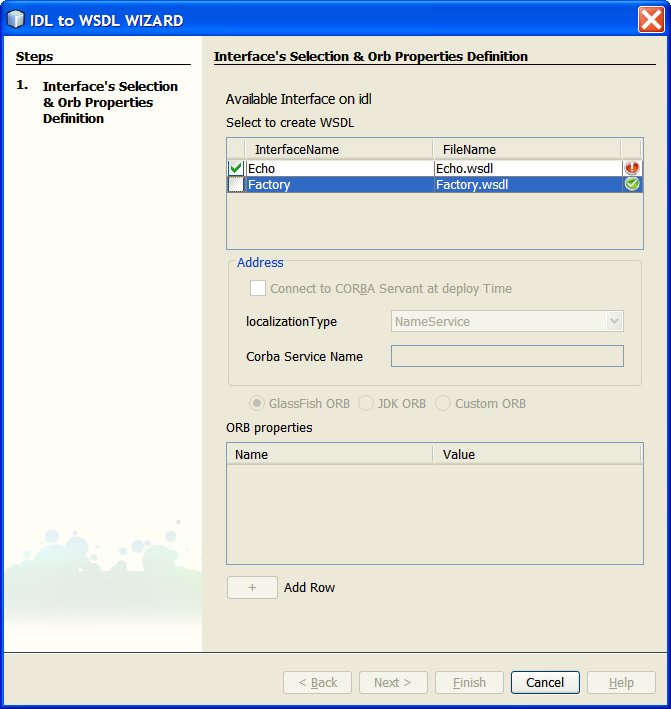 IDL to WSDL WIZARD
Steps
1. Interface's Selection
& Orb Properties
Definition
Interface's Selection & Orb Properties Definition
Available Interface on idl
Select to create WSDL
InterfaceName FileName
Echo Echo.wsdl
Factory Factory.wsdl
Address
Connect to CORBA Servant at deploy Time
localizationType NameService
Corba Service Name
GlassFish ORB JDK ORB Custom ORB
ORB properties
Name Value
+ Add Row
< Back Next > Finish Cancel Help